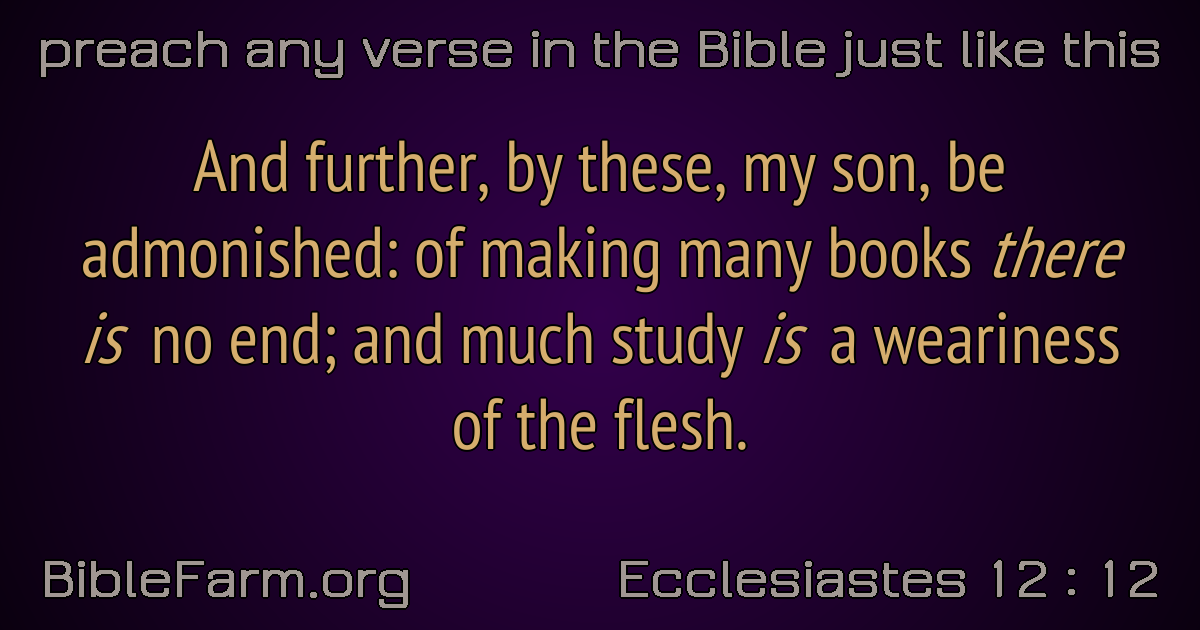 preach any verse in the Bible just like this
And further, by these, my son, be
admonished: of making many books there
is no end; and much study is a weariness
of the flesh.
BibleFarm.org
Ecclesiastes 12 : 12